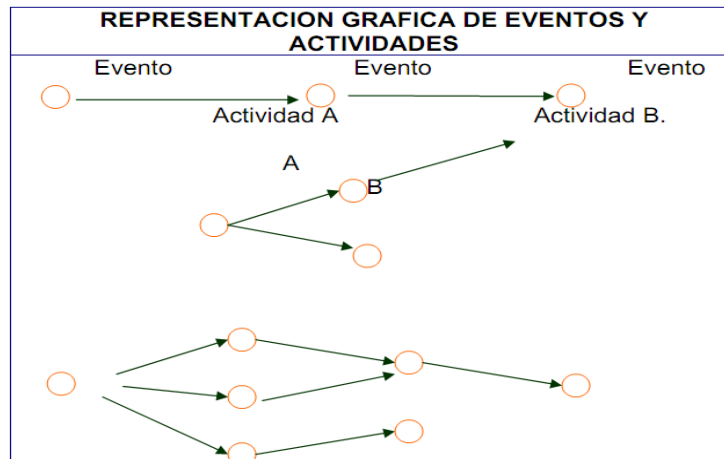 REPRESENTACION GRAFICA DE EVENTOS Y
ACTIVIDADES
Evento Evento Evento
Actividad A Actividad B.
A
B